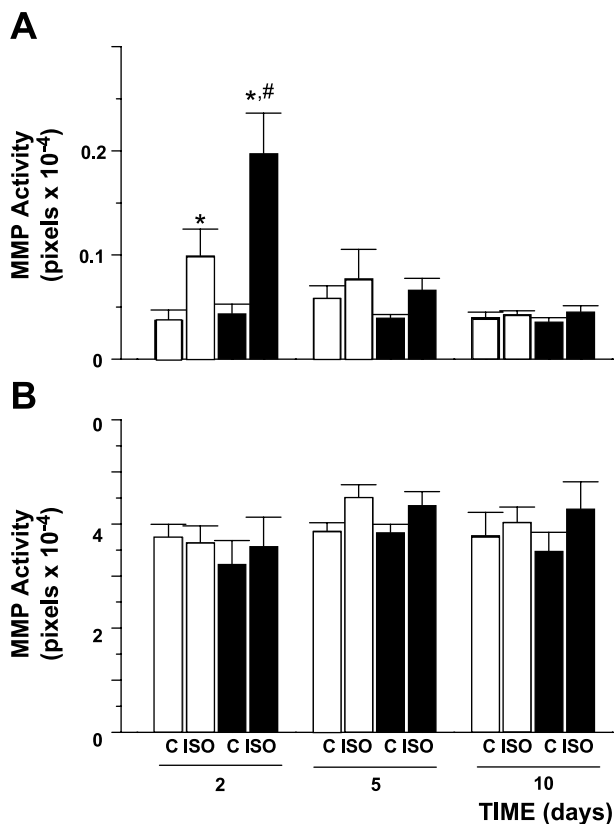 A
MMP Activity
(pixels x 10-4)
0.2
0.1
0
*
*,#
B
MMP Activity
(pixels x 10-4)
0
4
2
0
C ISO C ISO C ISO C ISO C ISO C ISO
2 5 10
TIME (days)